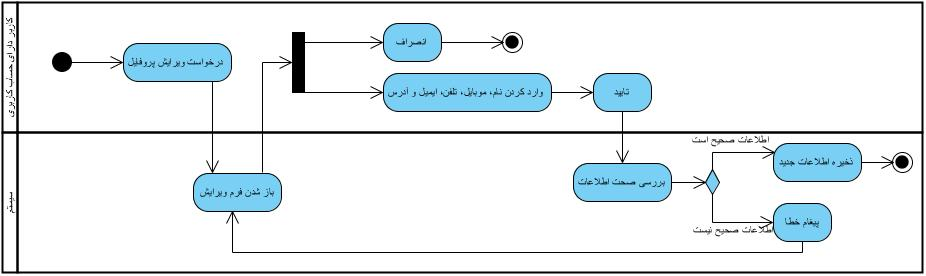 کاربر دارای حساب کاربری
درخواست ویرایش پروفایل
انصراف
وارد کردن نام، موبایل، تلفن، ایمیل و آدرس
تایید
سیستم
باز شدن فرم ویرایش
بررسی صحت اطلاعات
اطلاعات صحیح است
ذخیره اطلاعات جدید
اطلاعات صحیح نیست
پیغام خطا